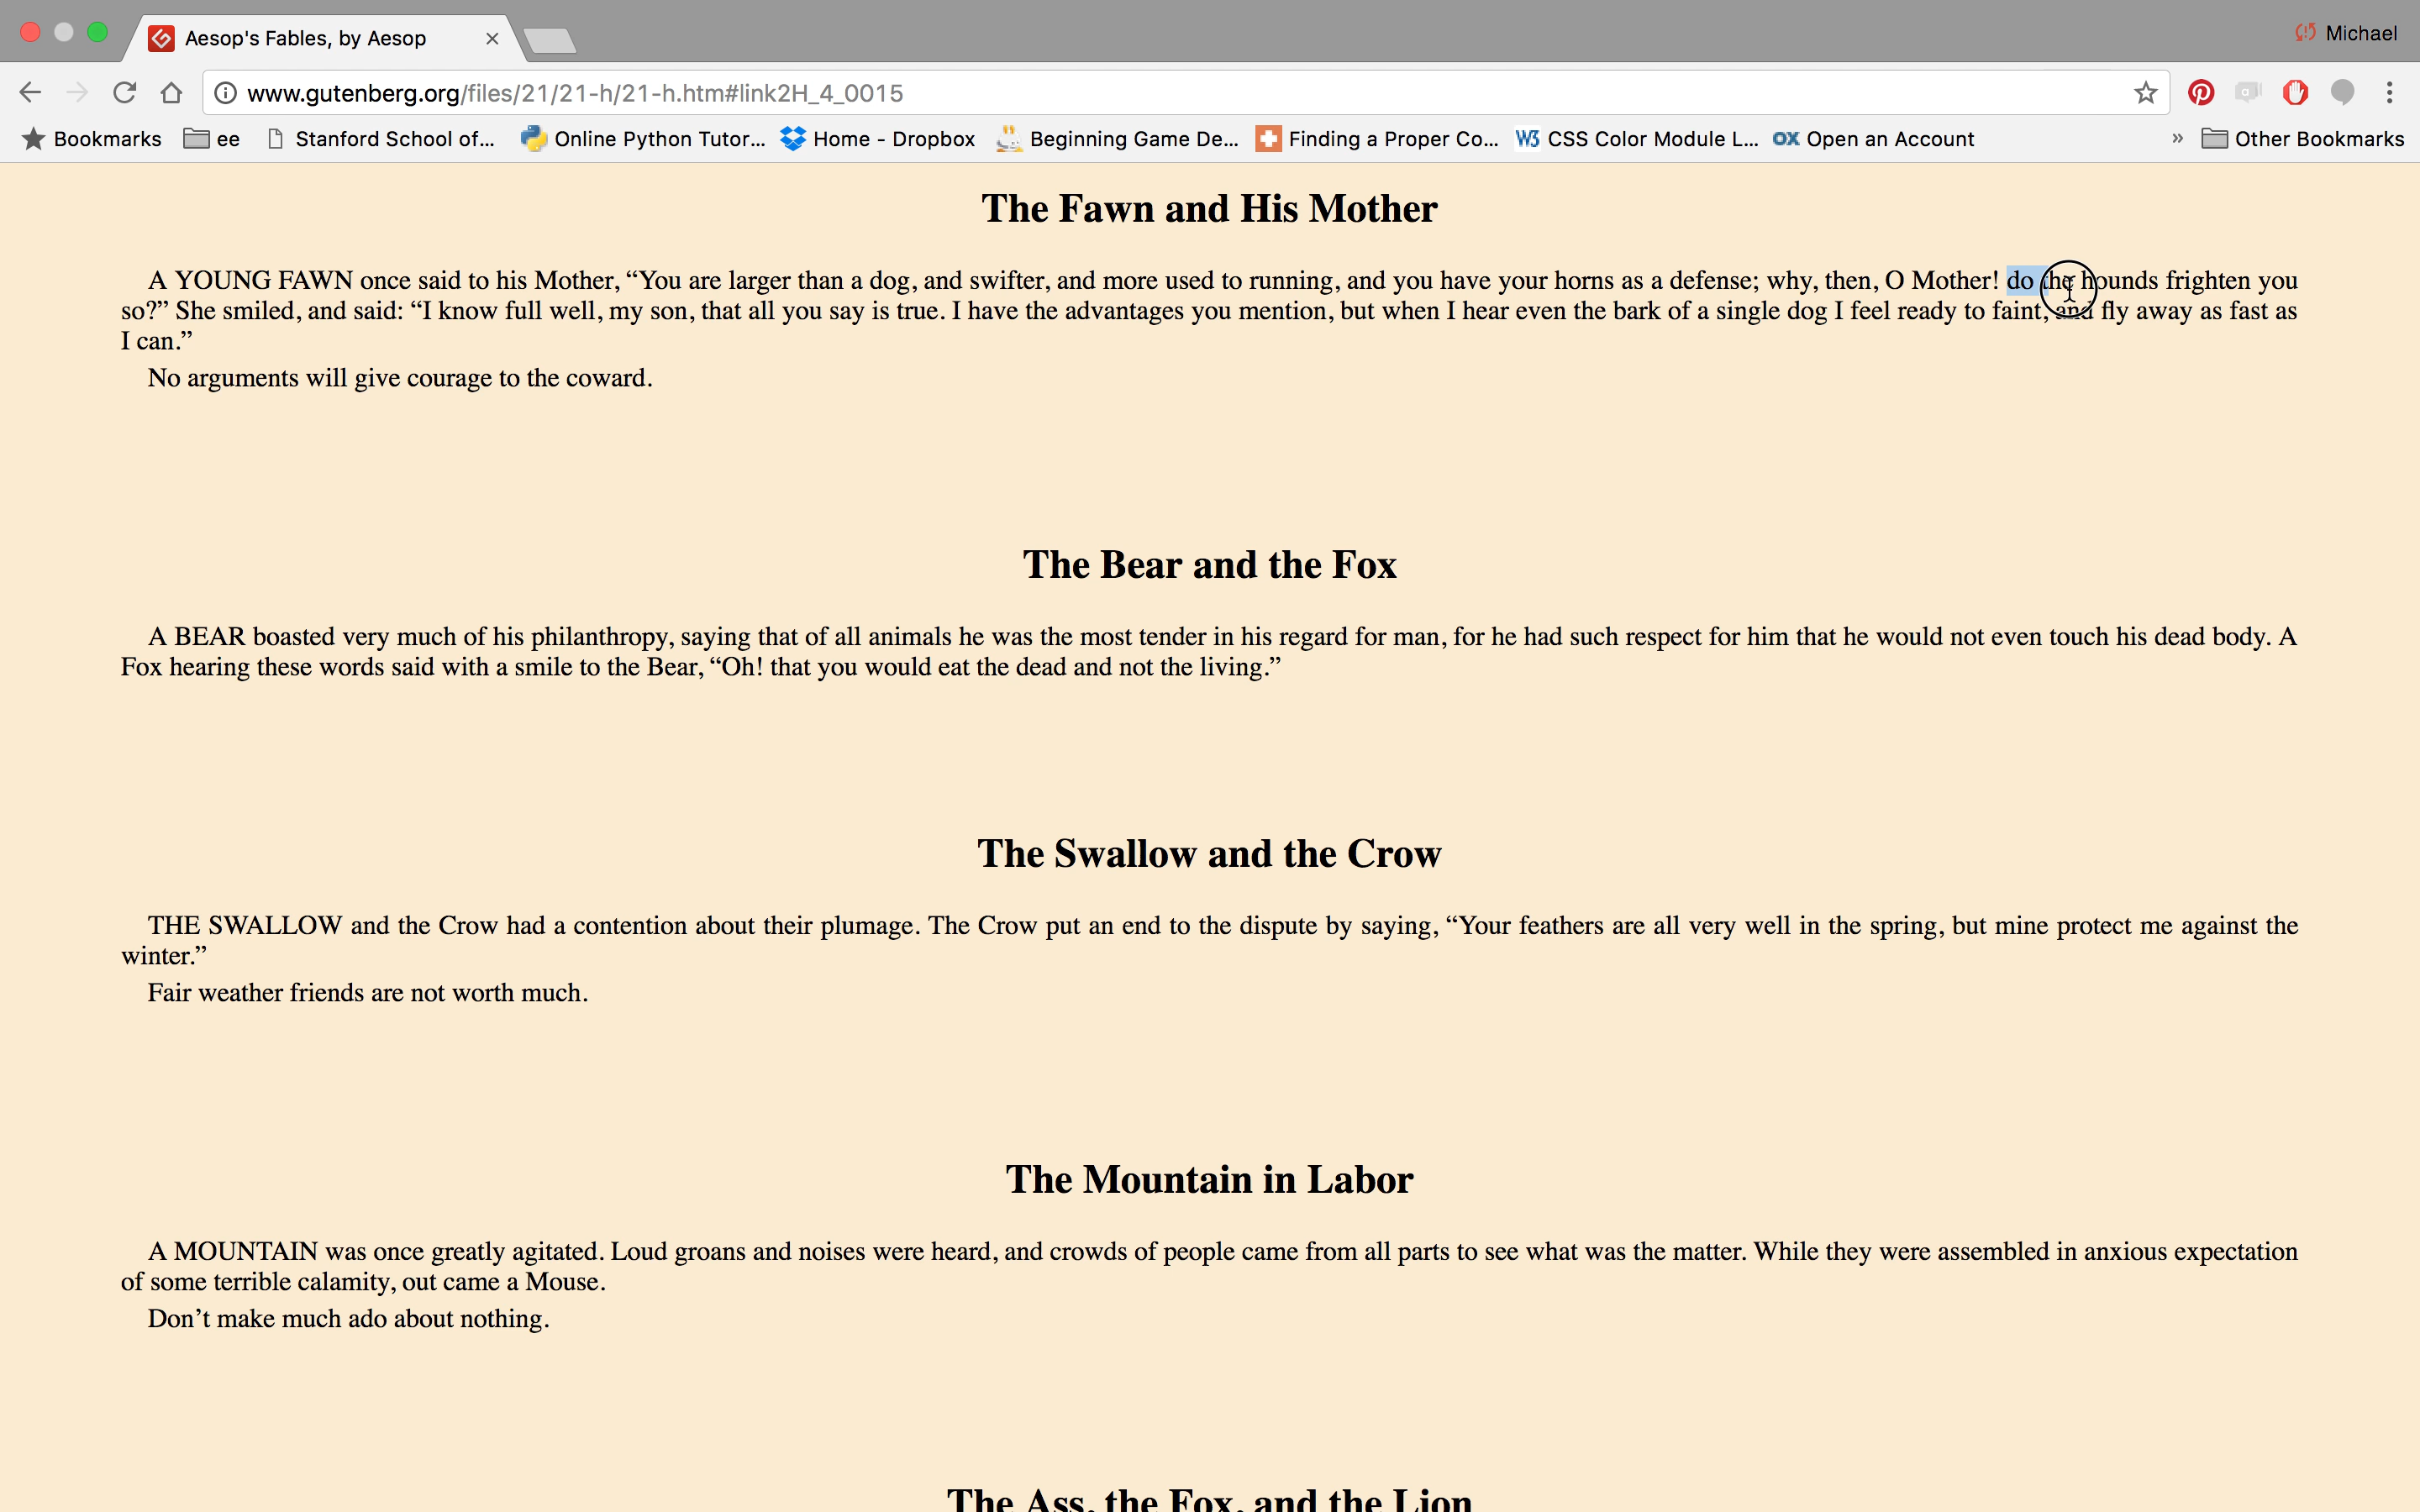 Aesop's Fables, by Aesop
Michael
www.gutenberg.org/files/21/21-h/21-h.htm#link2H_4_0015
Bookmarks ee Stanford School of... Online Python Tutor... Home - Dropbox Beginning Game De... Finding a Proper Co... W3 CSS Color Module L... OX Open an Account » Other Bookmarks
The Fawn and His Mother
A YOUNG FAWN once said to his Mother, “You are larger than a dog, and swifter, and more used to running, and you have your horns as a defense; why, then, O Mother! do the hounds frighten you
so?” She smiled, and said: “I know full well, my son, that all you say is true. I have the advantages you mention, but when I hear even the bark of a single dog I feel ready to faint, and fly away as fast as
I can.”
No arguments will give courage to the coward.
The Bear and the Fox
A BEAR boasted very much of his philanthropy, saying that of all animals he was the most tender in his regard for man, for he had such respect for him that he would not even touch his dead body. A
Fox hearing these words said with a smile to the Bear, “Oh! that you would eat the dead and not the living.”
The Swallow and the Crow
THE SWALLOW and the Crow had a contention about their plumage. The Crow put an end to the dispute by saying, “Your feathers are all very well in the spring, but mine protect me against the
winter.”
Fair weather friends are not worth much.
The Mountain in Labor
A MOUNTAIN was once greatly agitated. Loud groans and noises were heard, and crowds of people came from all parts to see what was the matter. While they were assembled in anxious expectation
of some terrible calamity, out came a Mouse.
Don’t make much ado about nothing.
The Ass, the Fox, and the Lion